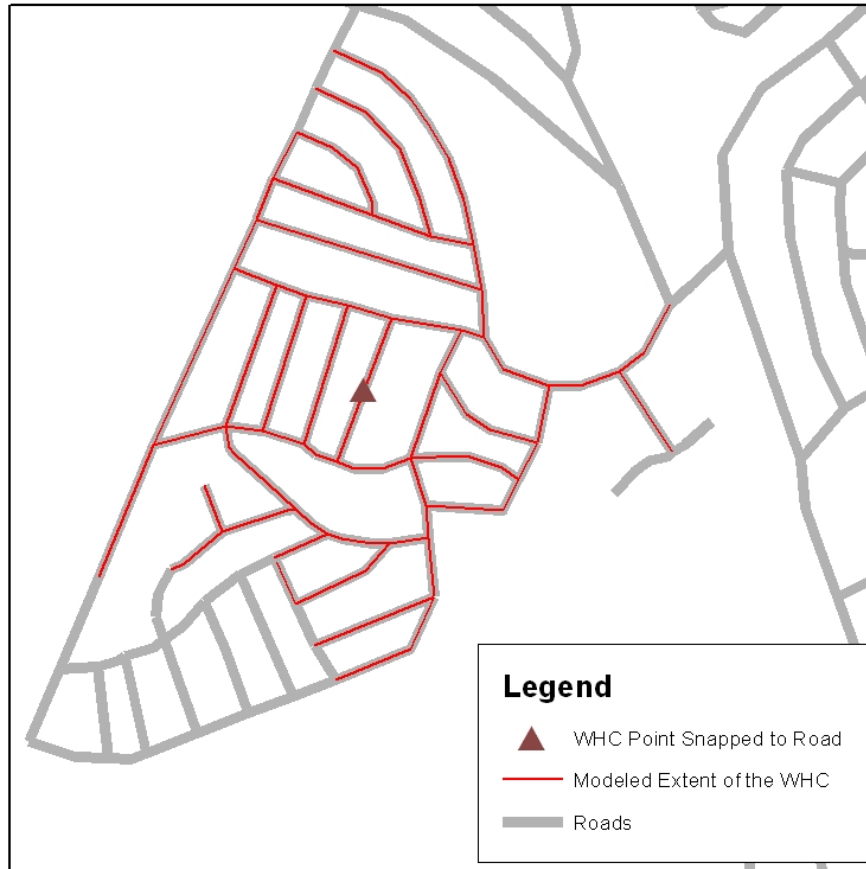 Legend
WHC Point Snapped to Road
Modeled Extent of the WHC
Roads